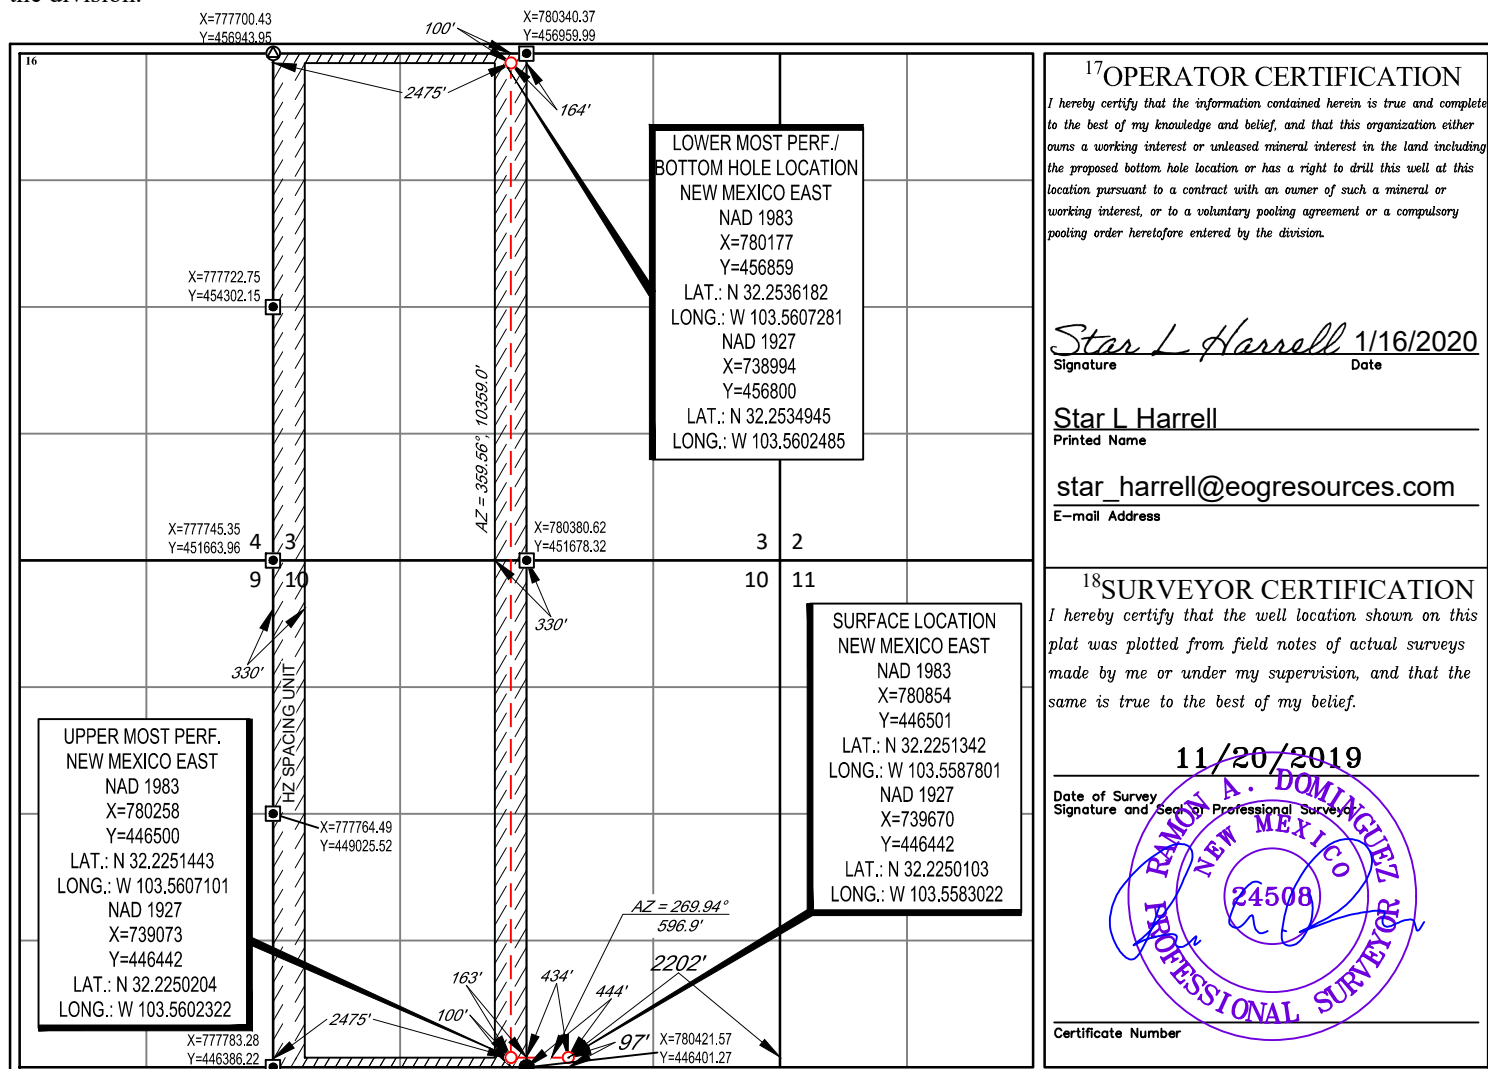 the division.
X=777700.43
Y=456943.95
100'
X=780340.37
Y=456959.99
16
2475'
164'
LOWER MOST PERF./
BOTTOM HOLE LOCATION
NEW MEXICO EAST
NAD 1983
X=780177
Y=456859
LAT.: N 32.2536182
LONG.: W 103.5607281
NAD 1927
X=738994
Y=456800
LAT.: N 32.2534945
LONG.: W 103.5602485
X=777722.75
Y=454302.15
AZ = 359.56°, 10359.0'
X=777745.35
Y=451663.96
4 3
9 10
X=780380.62
Y=451678.32
3 2
10 11
330'
330'
HZ SPACING UNIT
SURFACE LOCATION
NEW MEXICO EAST
NAD 1983
X=780854
Y=446501
LAT.: N 32.2251342
LONG.: W 103.5587801
NAD 1927
X=739670
Y=446442
LAT.: N 32.2250103
LONG.: W 103.5583022
UPPER MOST PERF.
NEW MEXICO EAST
NAD 1983
X=780258
Y=446500
LAT.: N 32.2251443
LONG.: W 103.5607101
NAD 1927
X=739073
Y=446442
LAT.: N 32.2250204
LONG.: W 103.5602322
X=777764.49
Y=449025.52
AZ = 269.94°
596.9'
2202'
163'
434'
444'
100'
2475'
97'
X=777783.28
Y=446386.22
X=780421.57
Y=446401.27
17 OPERATOR CERTIFICATION
I hereby certify that the information contained herein is true and complete
to the best of my knowledge and belief, and that this organization either
owns a working interest or unleased mineral interest in the land including
the proposed bottom hole location or has a right to drill this well at this
location pursuant to a contract with an owner of such a mineral or
working interest, or to a voluntary pooling agreement or a compulsory
pooling order heretofore entered by the division.
Star L Harrell 1/16/2020
Signature Date
Star L Harrell
Printed Name
star_harrell@eogresources.com
E-mail Address
18 SURVEYOR CERTIFICATION
I hereby certify that the well location shown on this
plat was plotted from field notes of actual surveys
made by me or under my supervision, and that the
same is true to the best of my belief.
11/20/2019
Date of Survey
Signature and Seal of Professional Surveyor
RAMON A. DOMINGUEZ
NEW MEXICO
24508
PROFESSIONAL SURVEYOR
Certificate Number